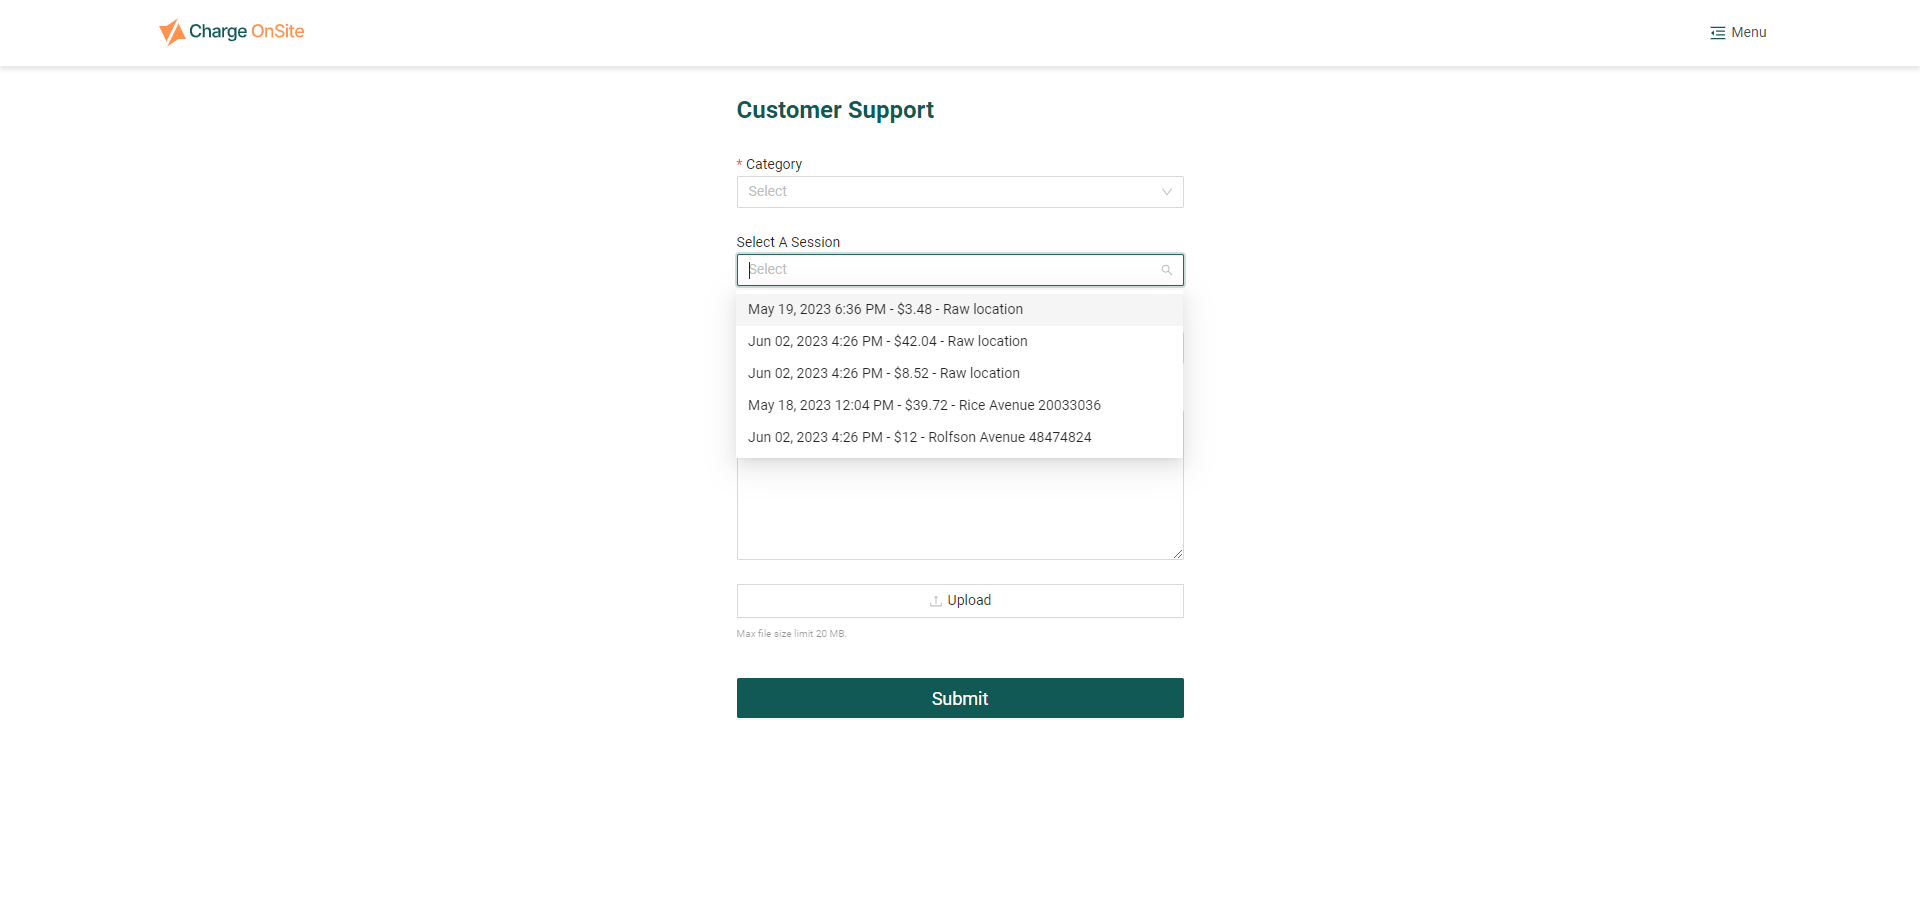 Charge OnSite
Menu
Customer Support
* Category
Select
Select A Session
Select
May 19, 2023 6:36 PM - $3.48 - Raw location
Jun 02, 2023 4:26 PM - $42.04 - Raw location
Jun 02, 2023 4:26 PM - $8.52 - Raw location
May 18, 2023 12:04 PM - $39.72 - Rice Avenue 20033036
Jun 02, 2023 4:26 PM - $12 - Rolfson Avenue 48474824
Upload
Max file size limit 20 MB.
Submit